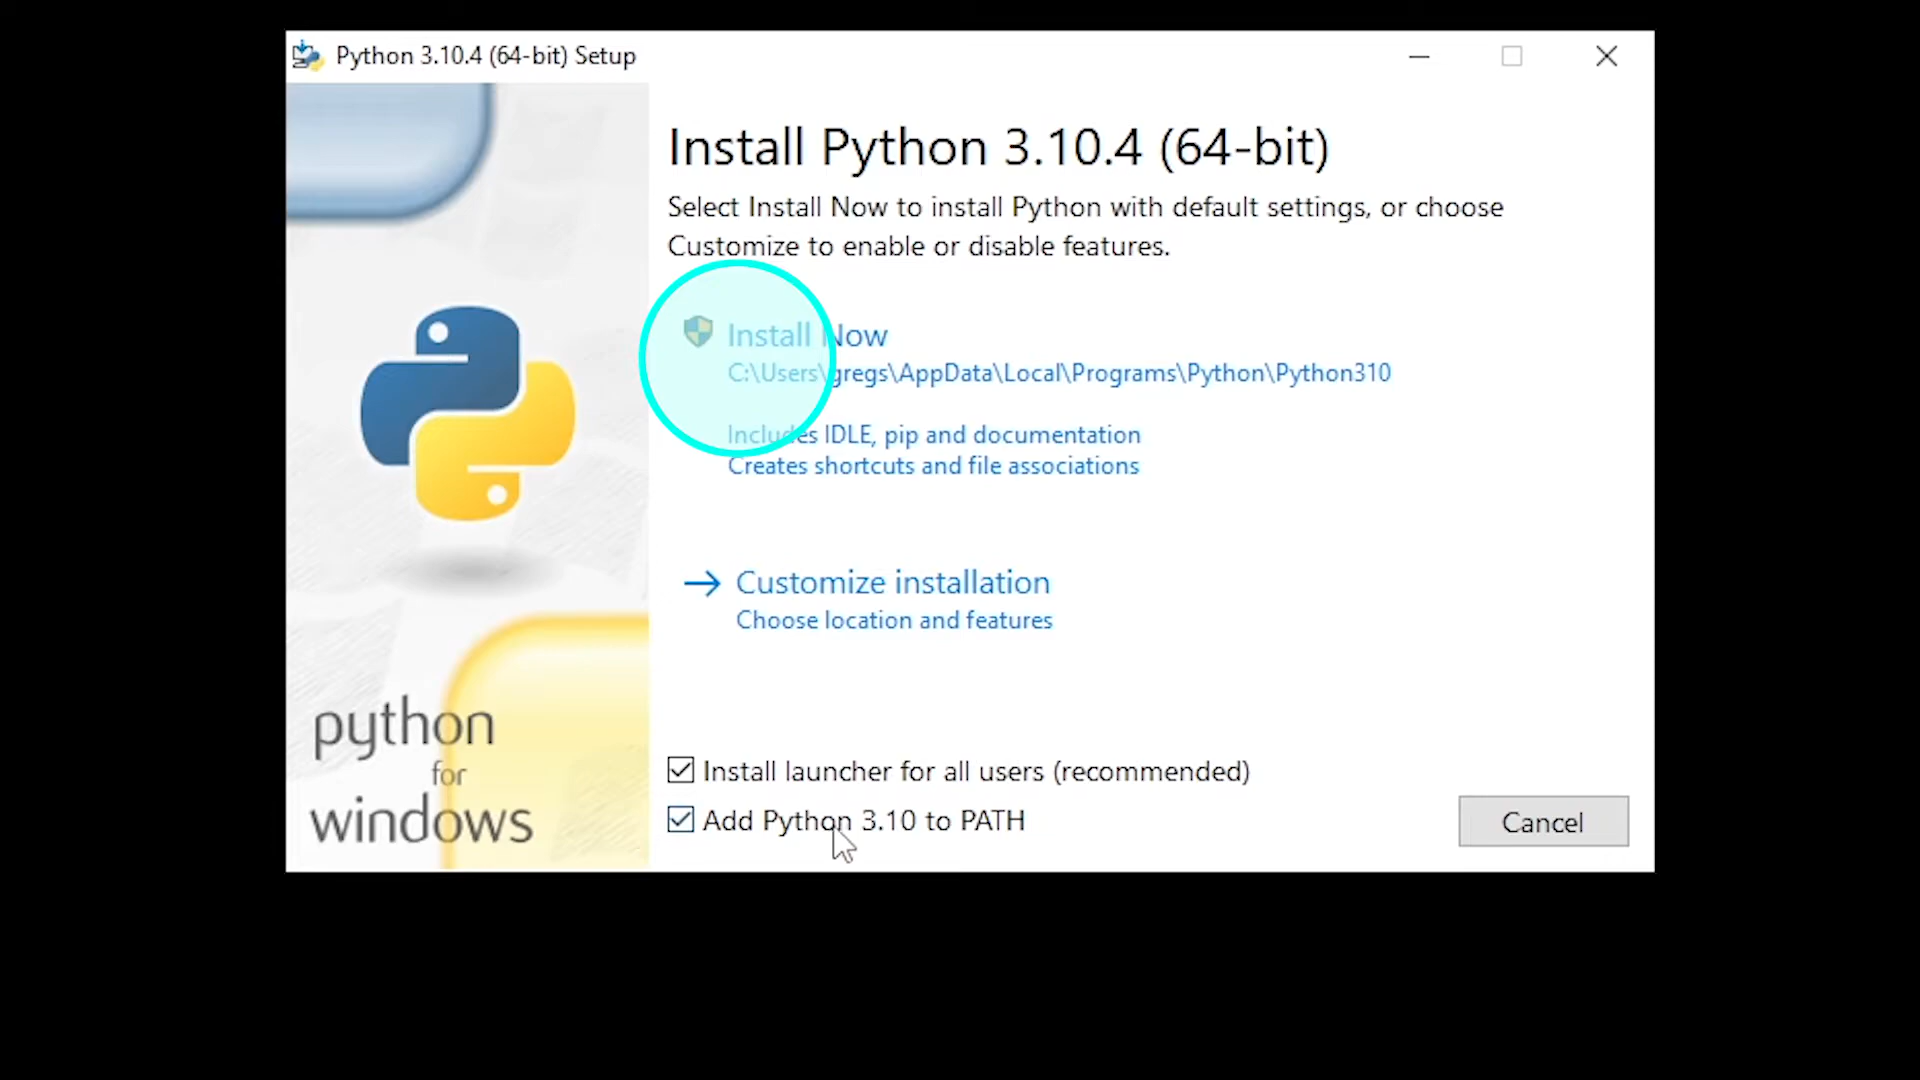 Python 3.10.4 (64-bit) Setup
Install Python 3.10.4 (64-bit)
Select Install Now to install Python with default settings, or choose
Customize to enable or disable features.
Install Now
C:\Users\gregs\AppData\Local\Programs\Python\Python310
Includes IDLE, pip and documentation
Creates shortcuts and file associations
Customize installation
Choose location and features
python
for
windows
Install launcher for all users (recommended)
Add Python 3.10 to PATH
Cancel